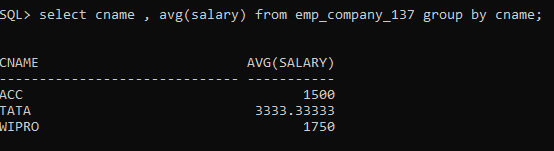 SQL> select cname , avg(salary) from emp_company_137 group by cname;
CNAME                          AVG(SALARY)
------------------------------ -----------
ACC                                   1500
TATA                            3333.33333
WIPRO                                 1750